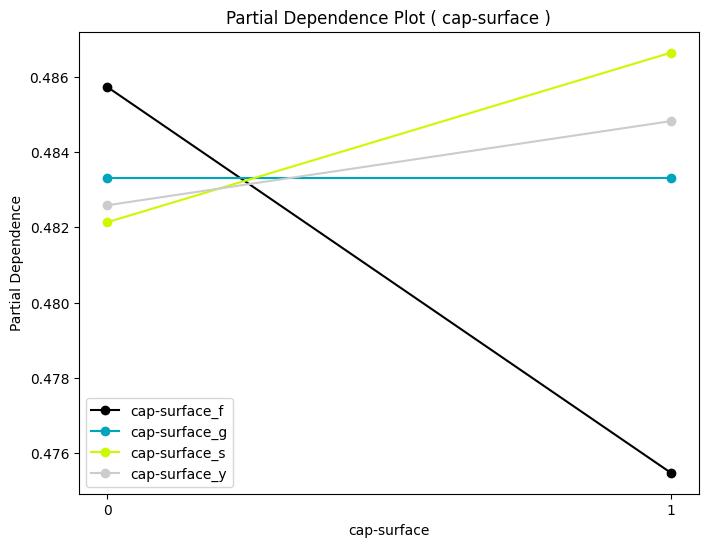 Partial Dependence Plot ( cap-surface )
Partial Dependence
0.486
0.484
0.482
0.480
0.478
0.476
cap-surface_f
cap-surface_g
cap-surface_s
cap-surface_y
0
1
cap-surface